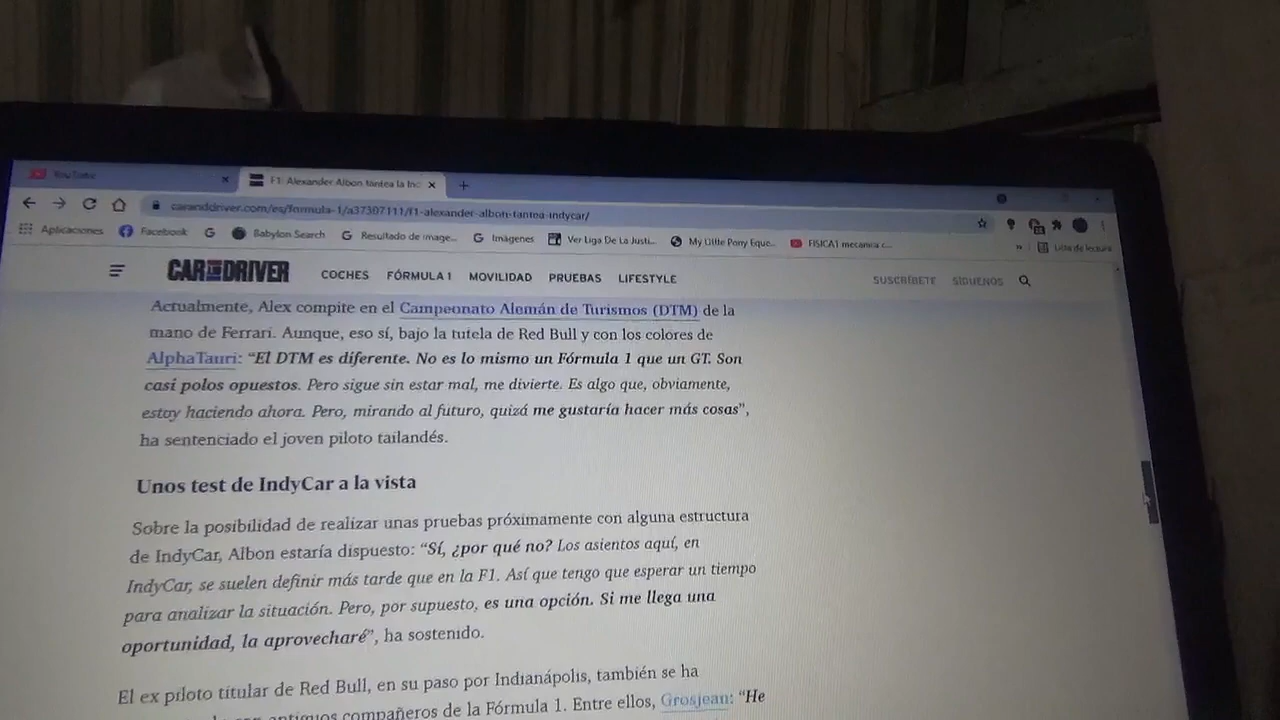 YouTube
F1: Alexander Albon tantea la Ind
caranddriver.com/es/formula-1/a37307111/f1-alexander-albon-tantea-indycar/
Aplicaciones Facebook Babylon Search Resultado de image... Imágenes Ver Liga De La Justi... My Little Pony Eque... FISICA1 mecanica c... » Lista de lectura
CAR AND DRIVER COCHES FÓRMULA 1 MOVILIDAD PRUEBAS LIFESTYLE SUSCRÍBETE SÍGUENOS
Actualmente, Alex compite en el Campeonato Alemán de Turismos (DTM) de la
mano de Ferrari. Aunque, eso sí, bajo la tutela de Red Bull y con los colores de
AlphaTauri: “El DTM es diferente. No es lo mismo un Fórmula 1 que un GT. Son
casi polos opuestos. Pero sigue sin estar mal, me divierte. Es algo que, obviamente,
estoy haciendo ahora. Pero, mirando al futuro, quizá me gustaría hacer más cosas”,
ha sentenciado el joven piloto tailandés.
Unos test de IndyCar a la vista
Sobre la posibilidad de realizar unas pruebas próximamente con alguna estructura
de IndyCar, Albon estaría dispuesto: “Sí, ¿por qué no? Los asientos aquí, en
IndyCar, se suelen definir más tarde que en la F1. Así que tengo que esperar un tiempo
para analizar la situación. Pero, por supuesto, es una opción. Si me llega una
oportunidad, la aprovecharé”, ha sostenido.
El ex piloto titular de Red Bull, en su paso por Indianápolis, también se ha
antiguos compañeros de la Fórmula 1. Entre ellos, Grosjean: “He